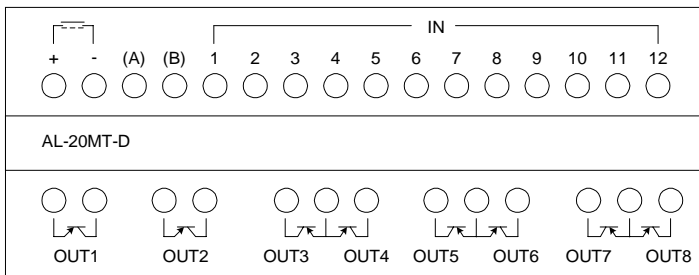 IN
+ - (A) (B) 1 2 3 4 5 6 7 8 9 10 11 12
AL-20MT-D
OUT1 OUT2 OUT3 OUT4 OUT5 OUT6 OUT7 OUT8